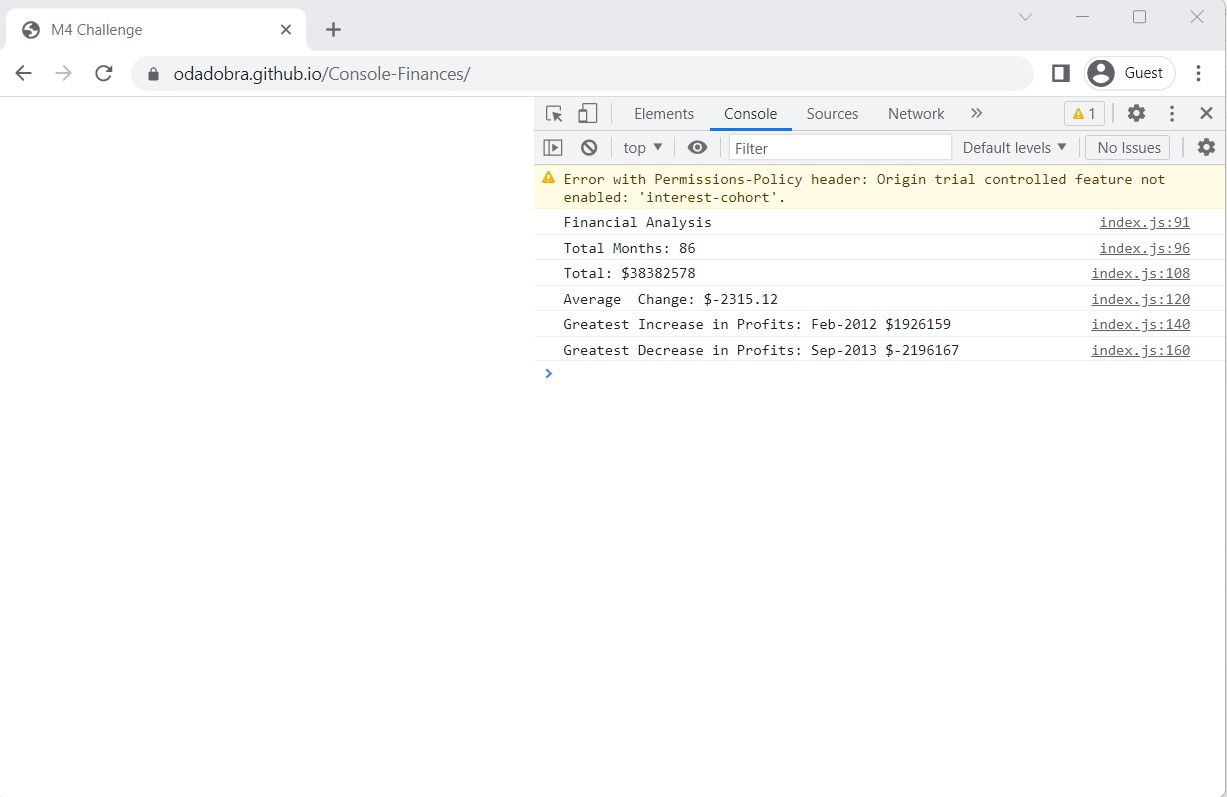 M4 Challenge
odadobra.github.io/Console-Finances/
Guest
Elements Console Sources Network 1
top Filter Default levels No Issues
Error with Permissions-Policy header: Origin trial controlled feature not
enabled: 'interest-cohort'.
Financial Analysis index.js:91
Total Months: 86 index.js:96
Total: $38382578 index.js:108
Average  Change: $-2315.12 index.js:120
Greatest Increase in Profits: Feb-2012 $1926159 index.js:140
Greatest Decrease in Profits: Sep-2013 $-2196167 index.js:160